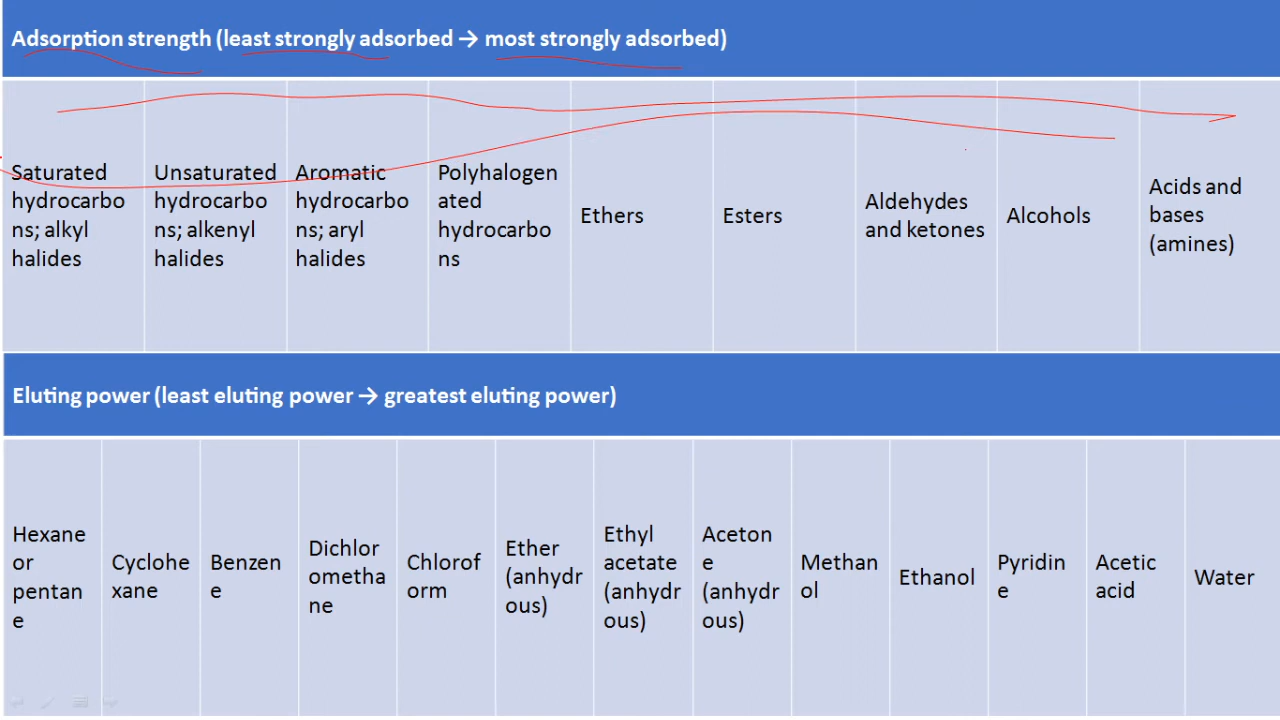 Adsorption strength (least strongly adsorbed → most strongly adsorbed)
Saturated
hydrocarbo
ns; alkyl
halides
Unsaturated
hydrocarbo
ns; alkenyl
halides
Aromatic
hydrocarbo
ns; aryl
halides
Polyhalogen
ated
hydrocarbo
ns
Ethers
Esters
Aldehydes
and ketones
Alcohols
Acids and
bases
(amines)
Eluting power (least eluting power → greatest eluting power)
Hexane
or
pentan
e
Cyclohe
xane
Benzen
e
Dichlor
ometha
ne
Chlorof
orm
Ether
(anhydr
ous)
Ethyl
acetate
(anhydr
ous)
Aceton
e
(anhydr
ous)
Methan
ol
Ethanol
Pyridin
e
Acetic
acid
Water